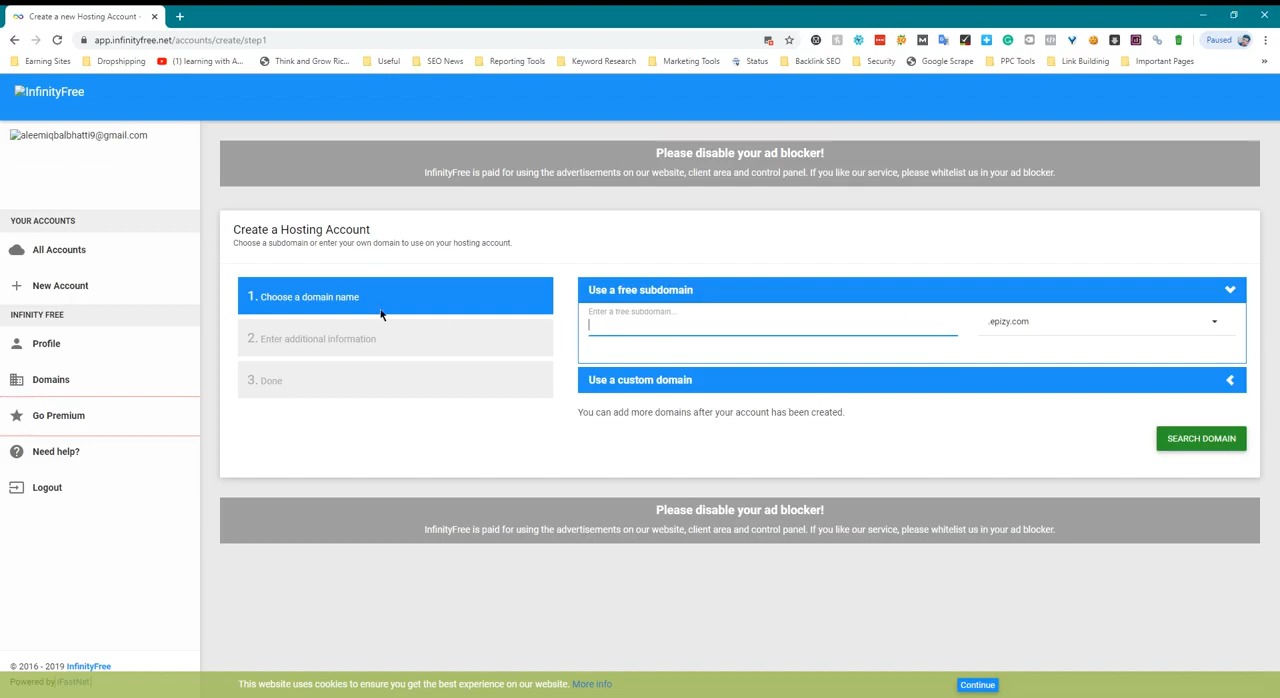 Create a new Hosting Account -
app.infinityfree.net/accounts/create/step1
Paused
Earning Sites
Dropshipping
(1) learning with A...
Think and Grow Ric...
Useful
SEO News
Reporting Tools
Keyword Research
Marketing Tools
Status
Backlink SEO
Security
Google Scrape
PPC Tools
Link Buildinig
Important Pages
InfinityFree
aleemiqbalbhatti9@gmail.com
YOUR ACCOUNTS
All Accounts
New Account
INFINITY FREE
Profile
Domains
Go Premium
Need help?
Logout
© 2016 - 2019 InfinityFree
Powered by iFastNet.
Please disable your ad blocker!
InfinityFree is paid for using the advertisements on our website, client area and control panel. If you like our service, please whitelist us in your ad blocker.
Create a Hosting Account
Choose a subdomain or enter your own domain to use on your hosting account.
1. Choose a domain name
2. Enter additional information
3. Done
Use a free subdomain
Enter a free subdomain...
.epizy.com
Use a custom domain
You can add more domains after your account has been created.
SEARCH DOMAIN
Please disable your ad blocker!
InfinityFree is paid for using the advertisements on our website, client area and control panel. If you like our service, please whitelist us in your ad blocker.
This website uses cookies to ensure you get the best experience on our website. More info
Continue